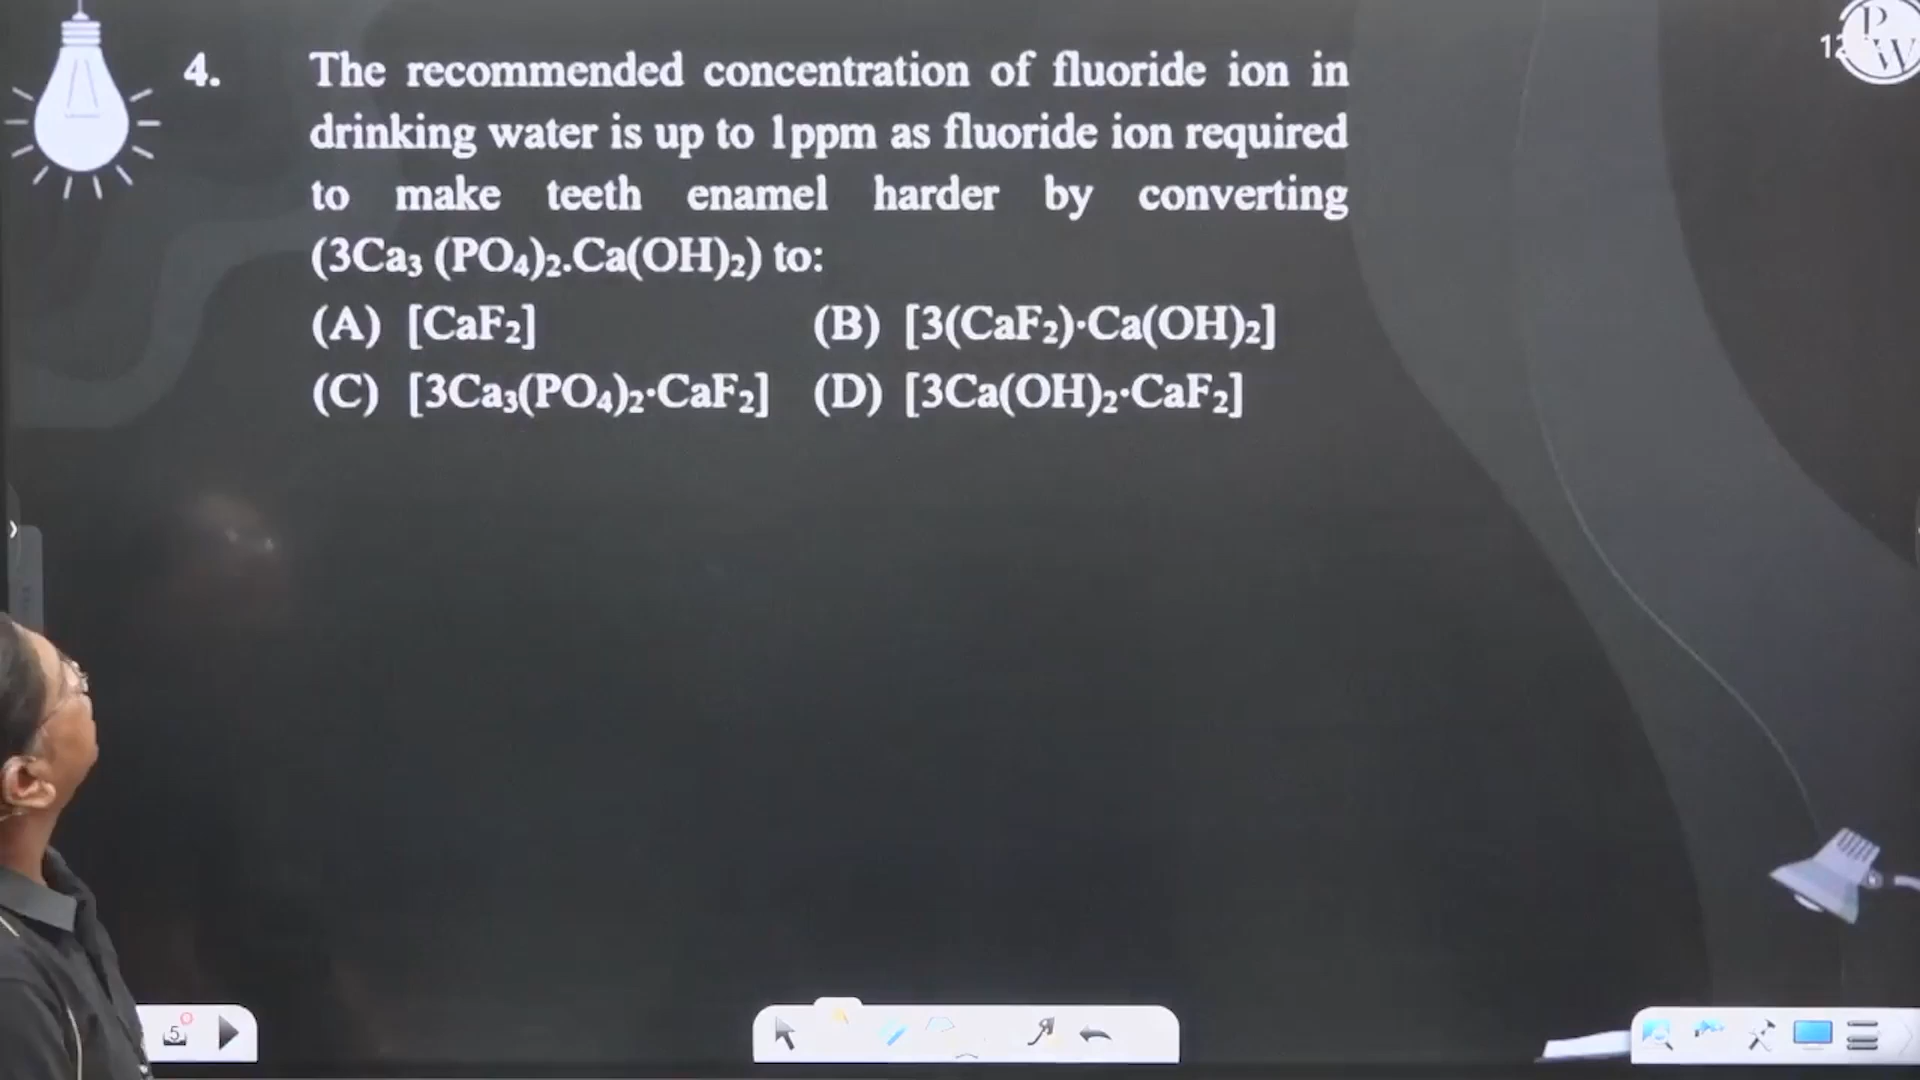 4. The recommended concentration of fluoride ion in
drinking water is up to 1ppm as fluoride ion required
to make teeth enamel harder by converting
(3Ca₃ (PO₄)₂.Ca(OH)₂) to:
(A) [CaF₂] (B) [3(CaF₂)·Ca(OH)₂]
(C) [3Ca₃(PO₄)₂·CaF₂] (D) [3Ca(OH)₂·CaF₂]
PW
5